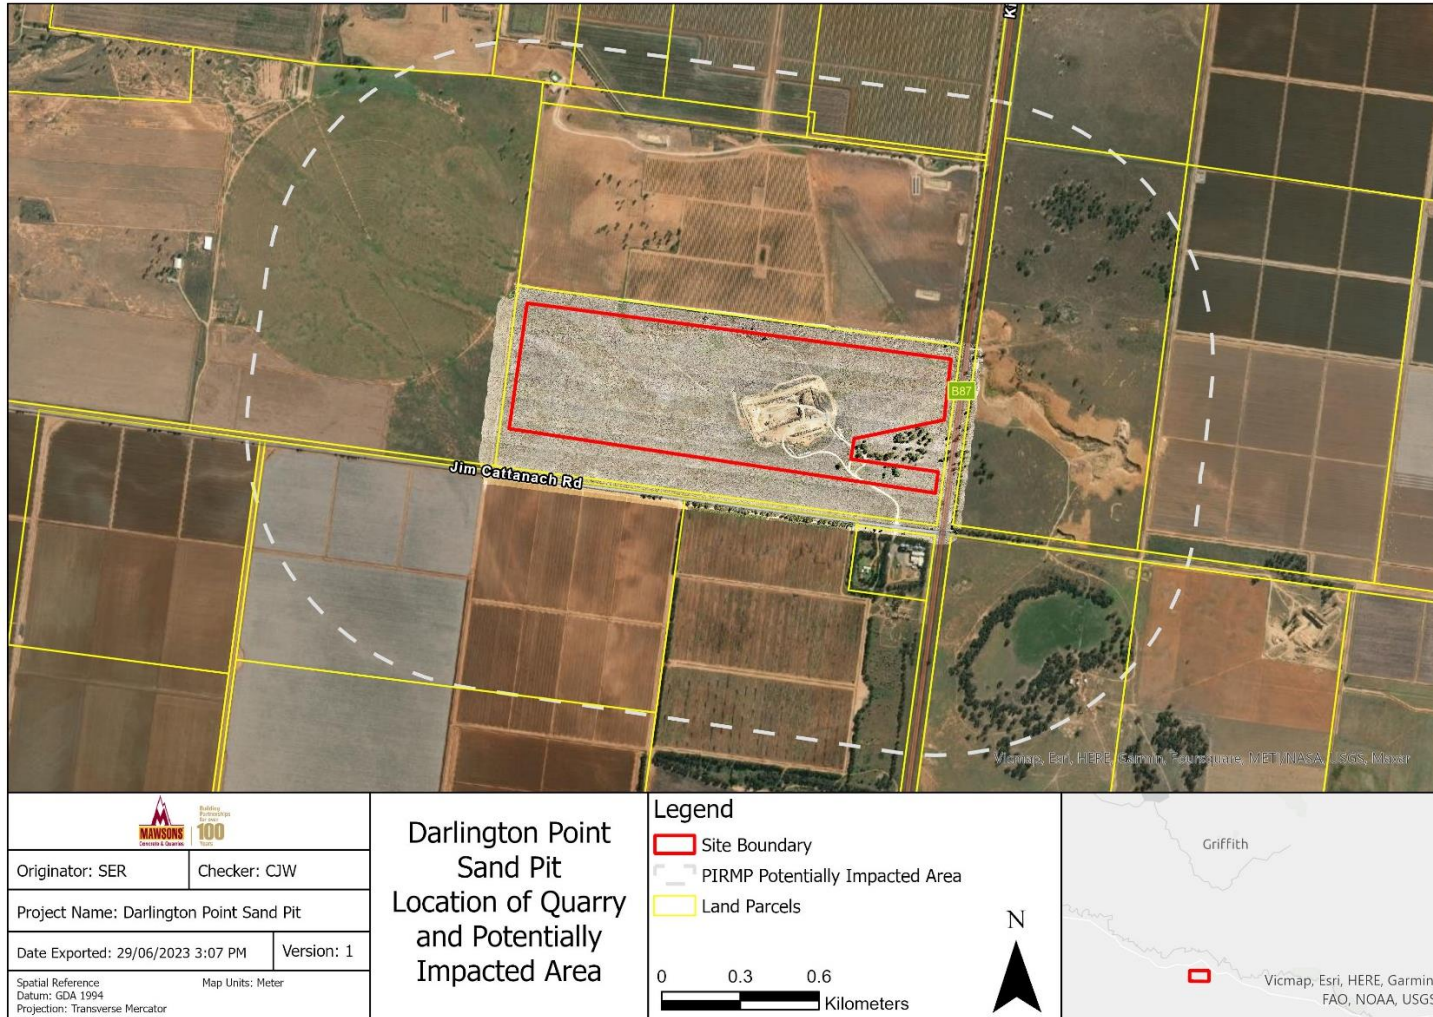 Ki
B87
Jim Cattanach Rd
Vicmap, Esri, HERE, Garmin, Foursquare, METI/NASA, USGS, Maxar
MAWSONS
Concrete & Quarries
Building
Partnerships
for over
100
Years
Originator: SER
Checker: CJW
Project Name: Darlington Point Sand Pit
Date Exported: 29/06/2023 3:07 PM
Version: 1
Spatial Reference
Datum: GDA 1994
Projection: Transverse Mercator
Map Units: Meter
Darlington Point
Sand Pit
Location of Quarry
and Potentially
Impacted Area
Legend
Site Boundary
PIRMP Potentially Impacted Area
Land Parcels
0 0.3 0.6
Kilometers
N
Griffith
Vicmap, Esri, HERE, Garmin,
FAO, NOAA, USGS